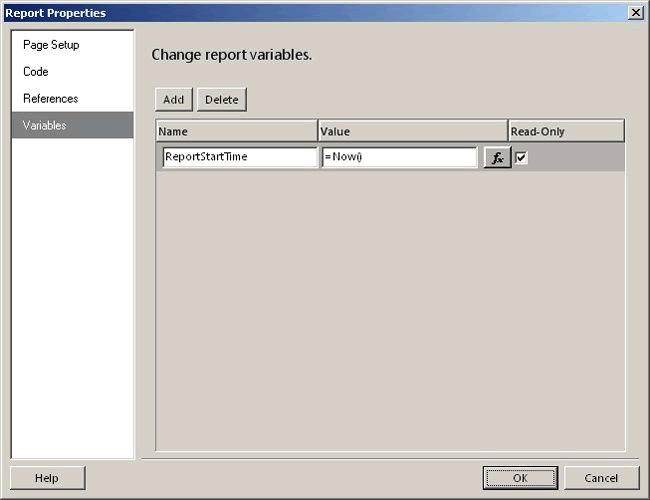 Report Properties
Page Setup
Code
References
Variables
Change report variables.
Add Delete
Name Value Read-Only
ReportStartTime =Now() fx
Help OK Cancel